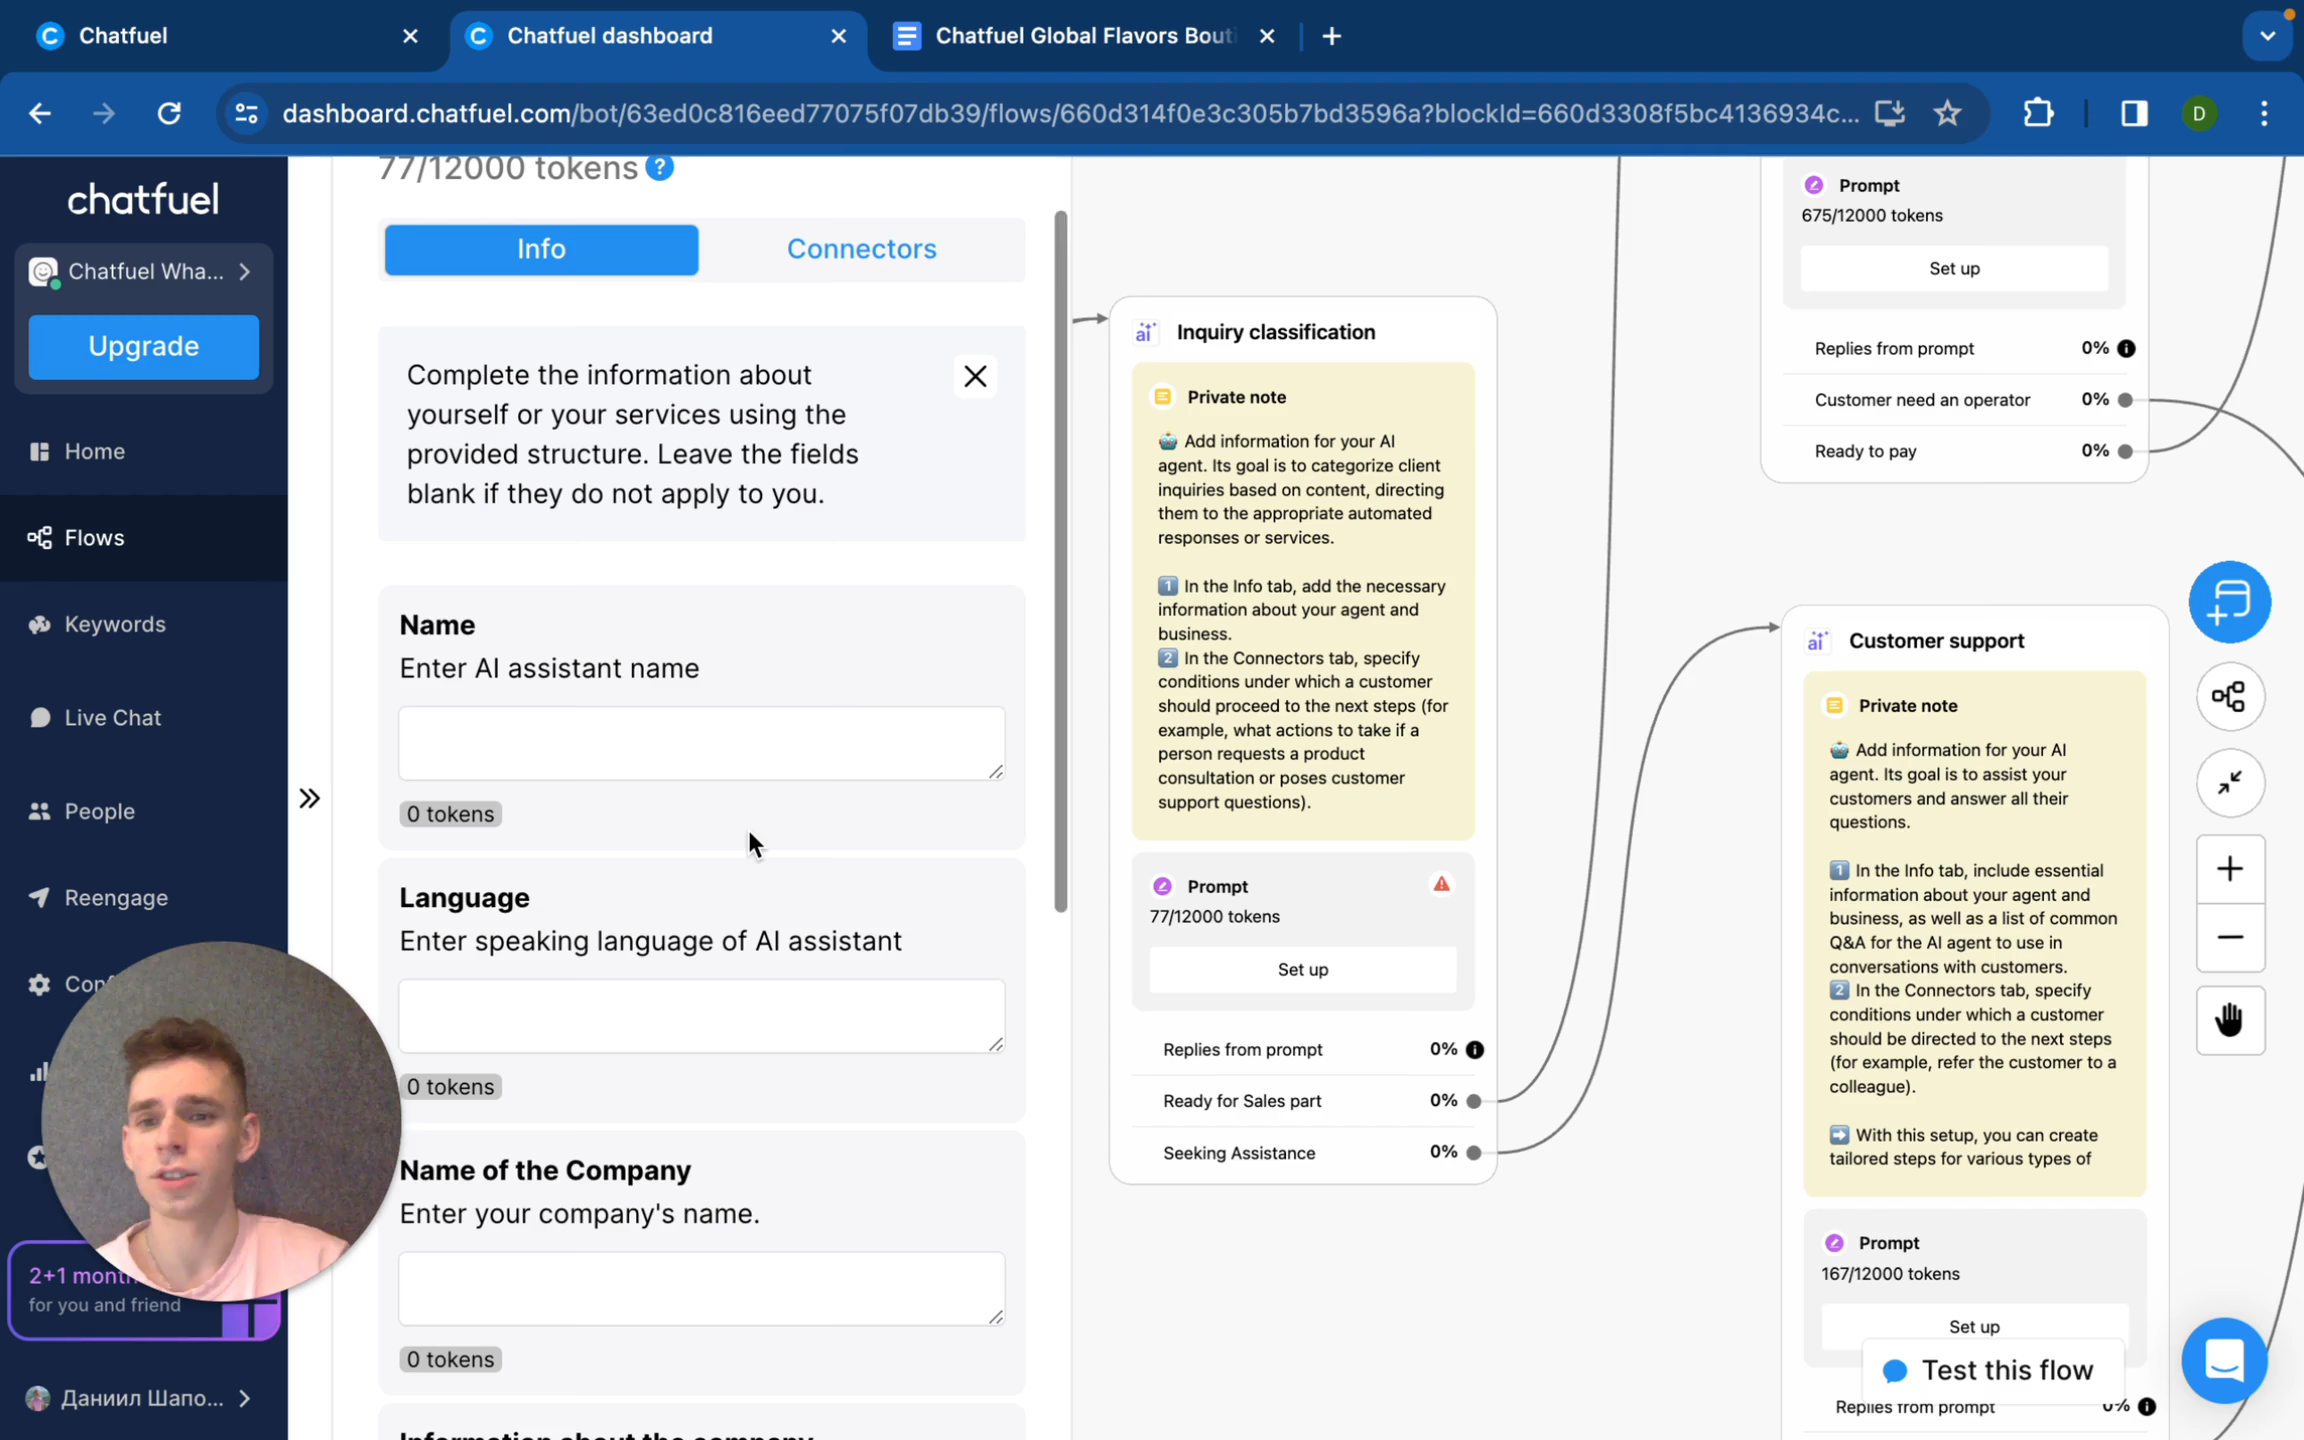 Chatfuel
Chatfuel dashboard
Chatfuel Global Flavors Bouti
dashboard.chatfuel.com/bot/63ed0c816eed77075f07db39/flows/660d314f0e3c305b7bd3596a?blockId=660d3308f5bc4136934c...
D
chatfuel
Chatfuel Wha...
Upgrade
Home
Flows
Keywords
Live Chat
People
Reengage
2+1 month
for you and friend
Даниил Шапо...
77/12000 tokens
?
Info
Connectors
Complete the information about
yourself or your services using the
provided structure. Leave the fields
blank if they do not apply to you.
Name
Enter AI assistant name
0 tokens
Language
Enter speaking language of AI assistant
0 tokens
Name of the Company
Enter your company's name.
0 tokens
Information about the company
ai
Inquiry classification
Private note
Add information for your AI
agent. Its goal is to categorize client
inquiries based on content, directing
them to the appropriate automated
responses or services.
1 In the Info tab, add the necessary
information about your agent and
business.
2 In the Connectors tab, specify
conditions under which a customer
should proceed to the next steps (for
example, what actions to take if a
person requests a product
consultation or poses customer
support questions).
Prompt
77/12000 tokens
Set up
Replies from prompt 0%
Ready for Sales part 0%
Seeking Assistance 0%
Prompt
675/12000 tokens
Set up
Replies from prompt 0%
Customer need an operator 0%
Ready to pay 0%
ai
Customer support
Private note
Add information for your AI
agent. Its goal is to assist your
customers and answer all their
questions.
1 In the Info tab, include essential
information about your agent and
business, as well as a list of common
Q&A for the AI agent to use in
conversations with customers.
2 In the Connectors tab, specify
conditions under which a customer
should be directed to the next steps
(for example, refer the customer to a
colleague).
With this setup, you can create
tailored steps for various types of
Prompt
167/12000 tokens
Set up
Test this flow
Replies from prompt 0%